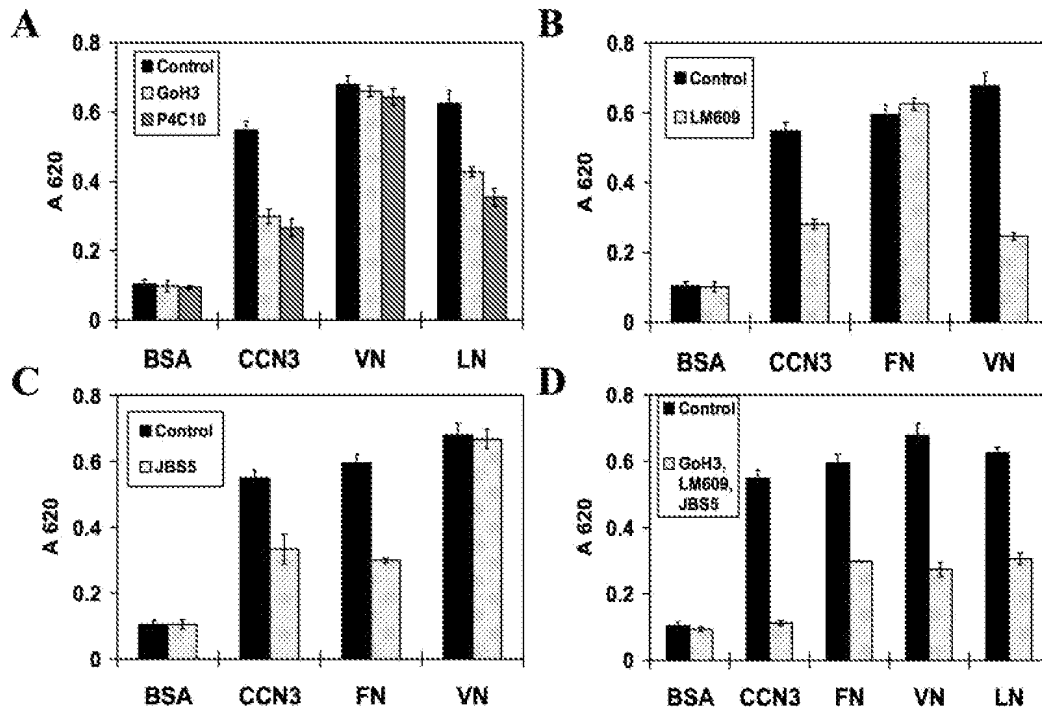 A
0.8
0.6
0.4
0.2
0
A 620
Control
GoH3
P4C10
BSA CCN3 VN LN
B
0.8
0.6
0.4
0.2
0
A 620
Control
LM609
BSA CCN3 FN VN
C
0.8
0.6
0.4
0.2
0
A 620
Control
JBS5
BSA CCN3 FN VN
D
0.8
0.6
0.4
0.2
0
A 620
Control
GoH3,
LM609,
JBS5
BSA CCN3 FN VN LN